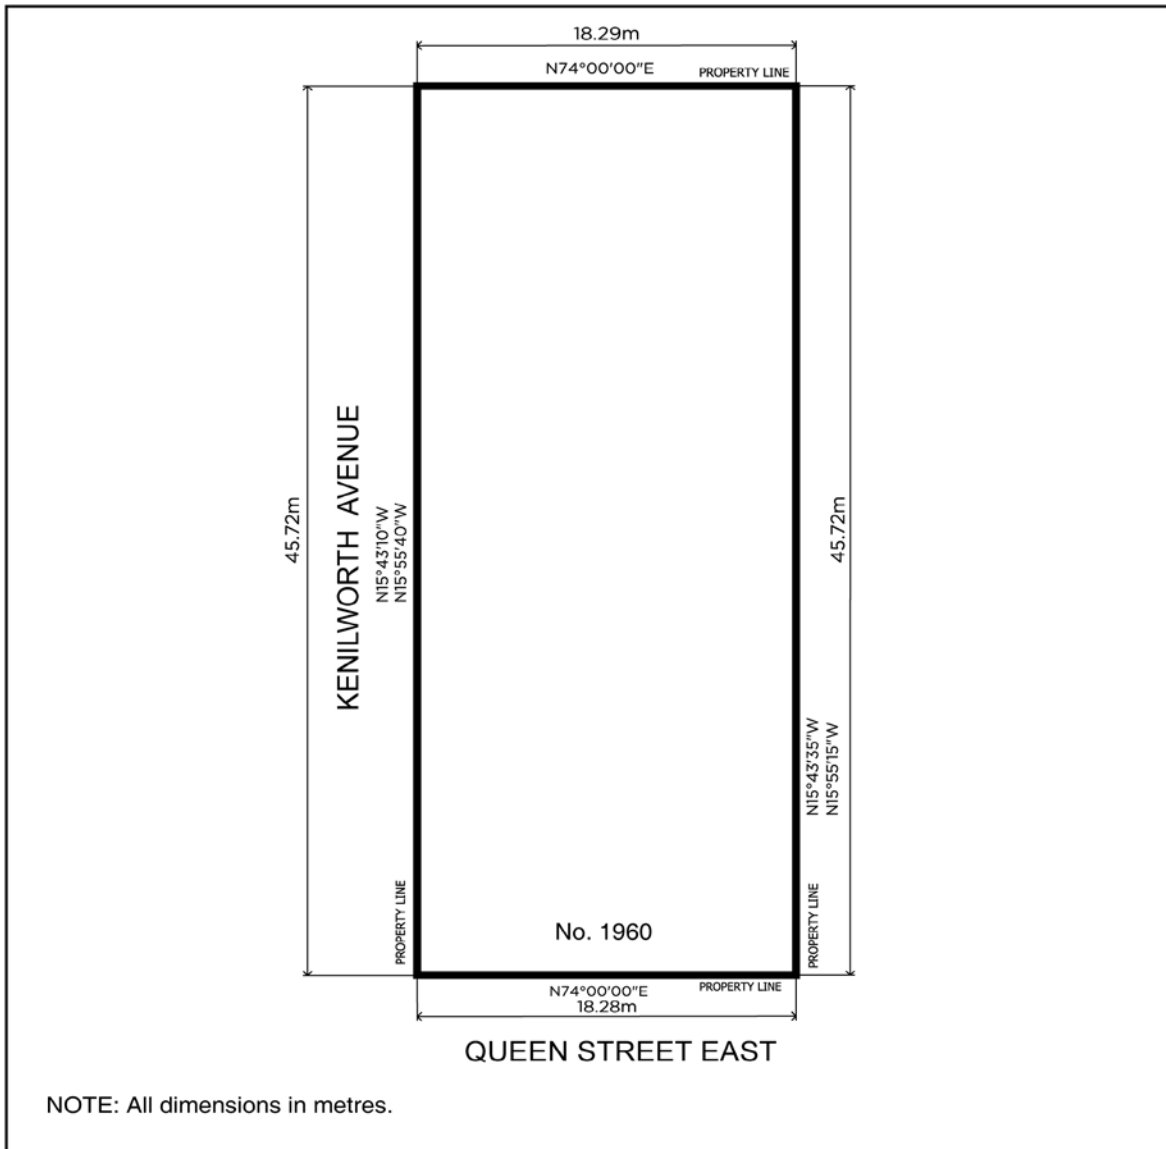 18.29m
N74°00'00"E
PROPERTY LINE
KENILWORTH AVENUE
45.72m
N15°43'10"W
N15°55'40"W
45.72m
N15°43'35"W
N15°55'15"W
PROPERTY LINE
PROPERTY LINE
No. 1960
N74°00'00"E
PROPERTY LINE
18.28m
QUEEN STREET EAST
NOTE: All dimensions in metres.